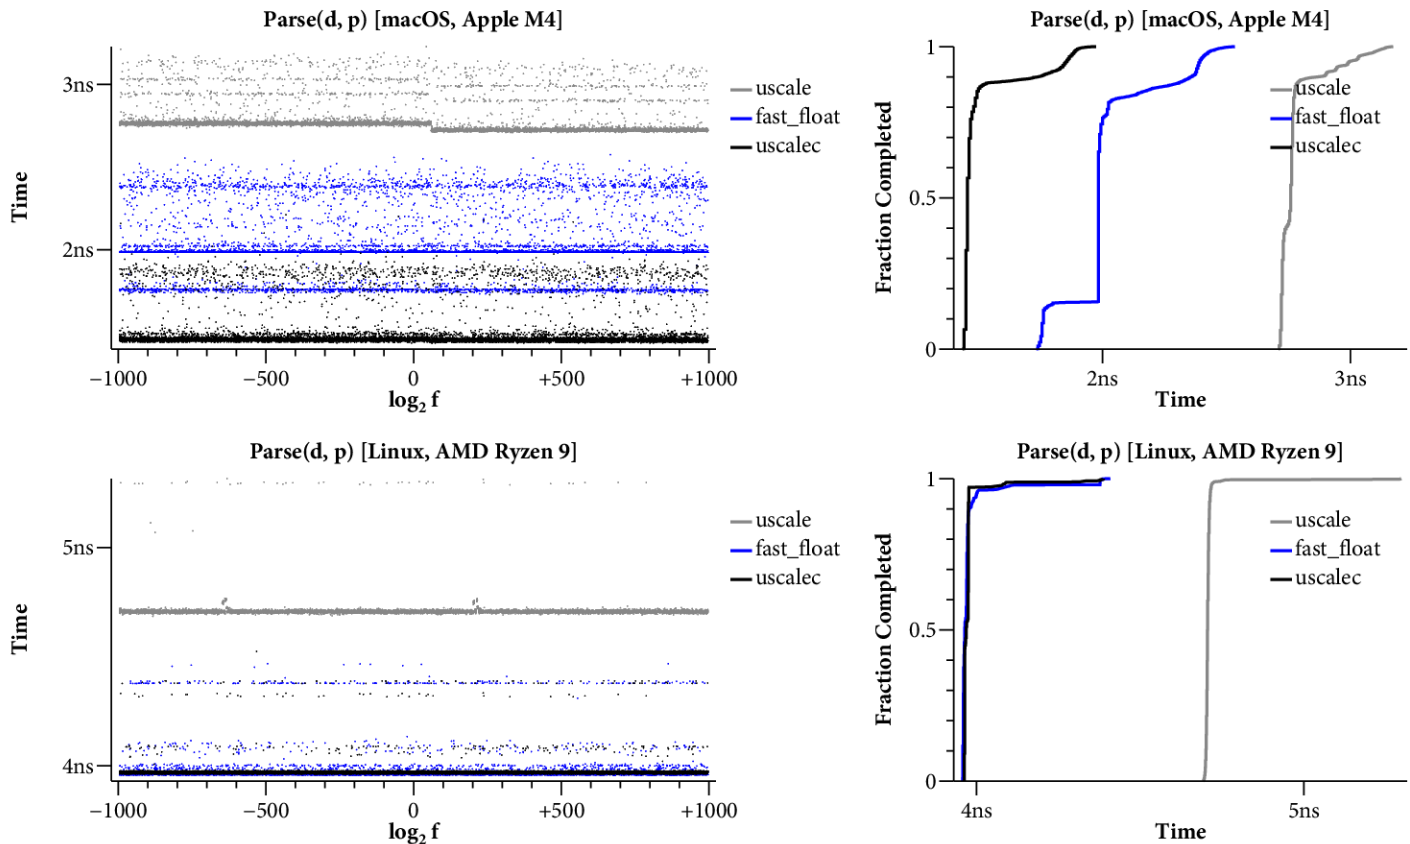 Parse(d, p) [macOS, Apple M4]
3ns
2ns
Time
−1000
−500
0
+500
+1000
log₂ f
uscale
fast_float
uscalec
Parse(d, p) [macOS, Apple M4]
1
0.5
0
Fraction Completed
2ns
3ns
Time
uscale
fast_float
uscalec
Parse(d, p) [Linux, AMD Ryzen 9]
5ns
4ns
Time
−1000
−500
0
+500
+1000
log₂ f
uscale
fast_float
uscalec
Parse(d, p) [Linux, AMD Ryzen 9]
1
0.5
0
Fraction Completed
4ns
5ns
Time
uscale
fast_float
uscalec